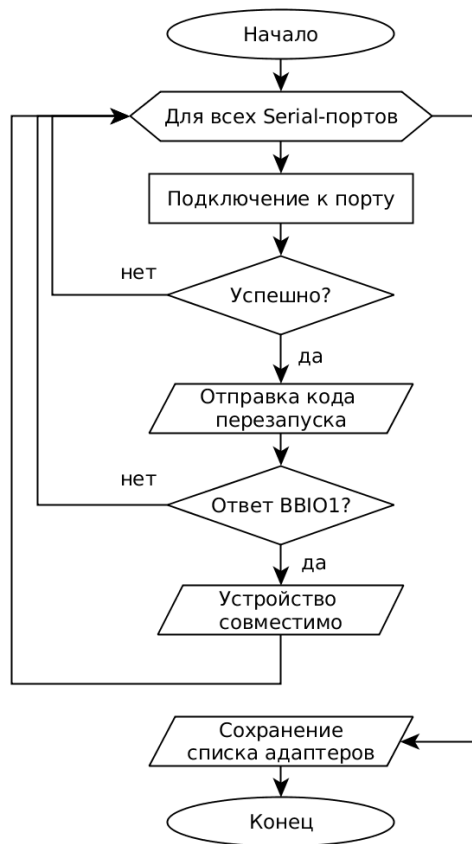 Начало
Для всех Serial-портов
Подключение к порту
нет
Успешно?
да
Отправка кода
перезапуска
нет
Ответ BBIO1?
да
Устройство
совместимо
Сохранение
списка адаптеров
Конец